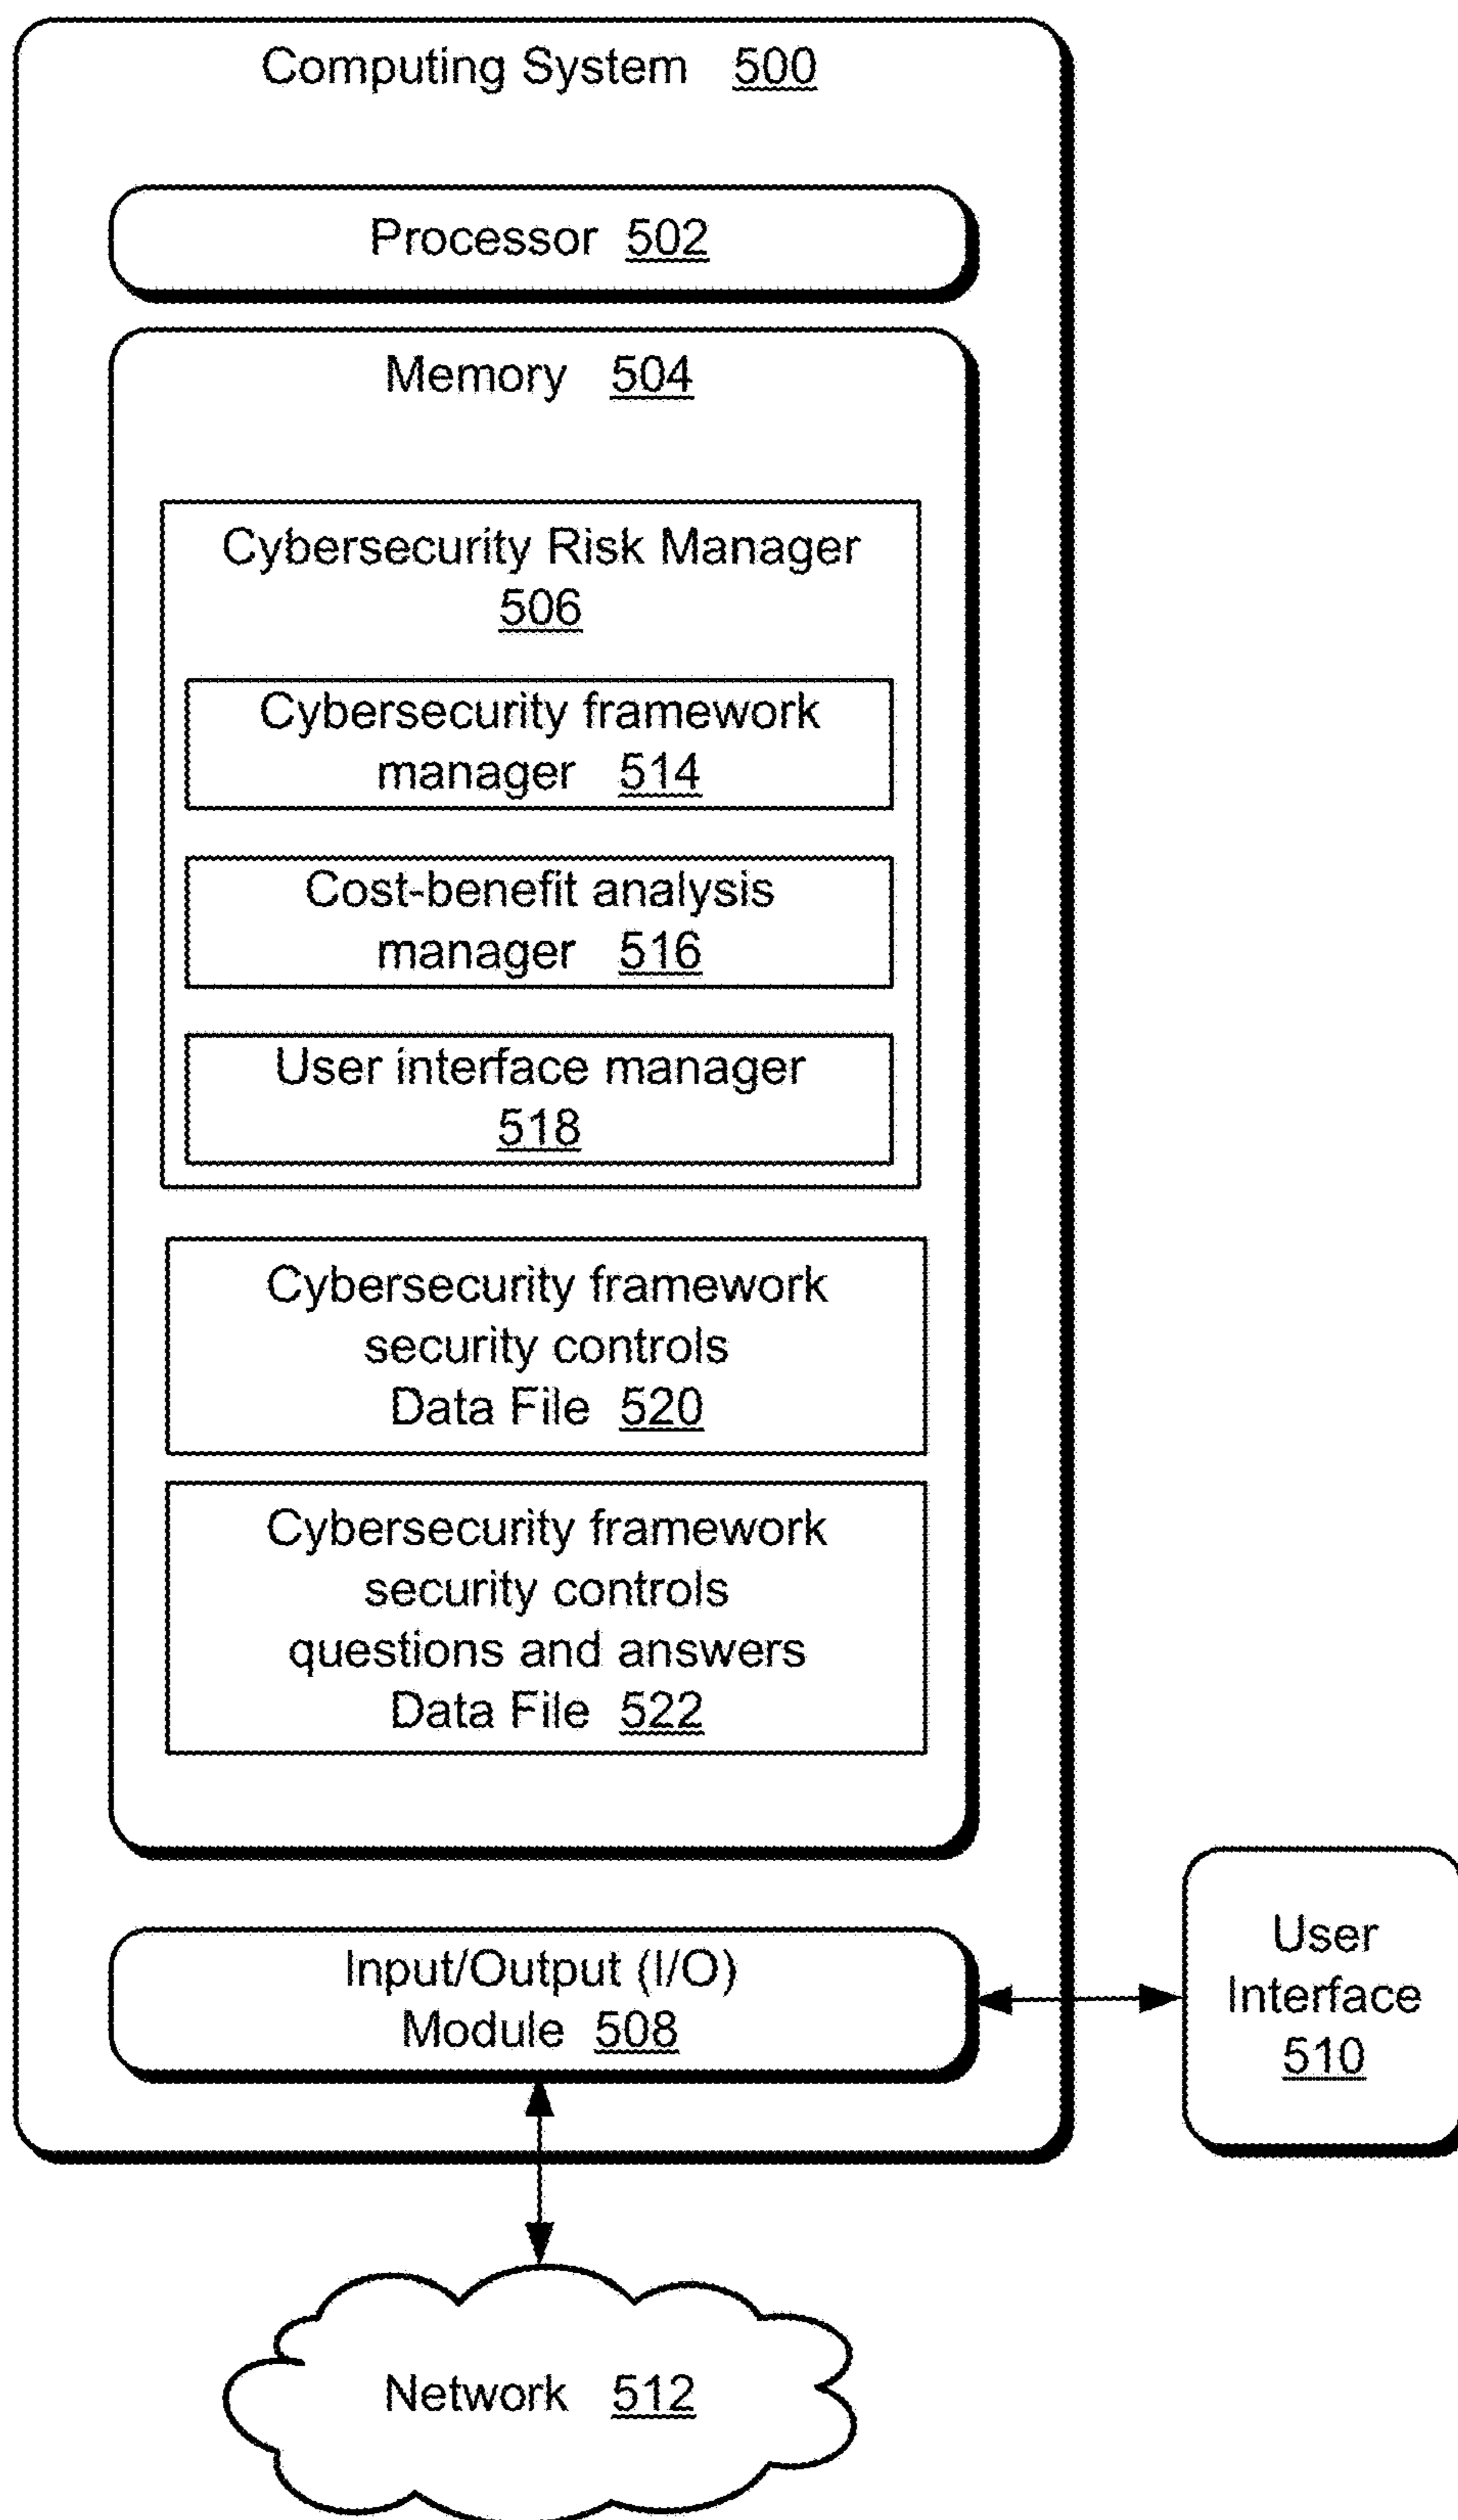 Computing System 500
Processor 502
Memory 504
Cybersecurity Risk Manager
506
Cybersecurity framework
manager 514
Cost-benefit analysis
manager 516
User interface manager
518
Cybersecurity framework
security controls
Data File 520
Cybersecurity framework
security controls
questions and answers
Data File 522
Input/Output (I/O)
Module 508
User
Interface
510
Network 512